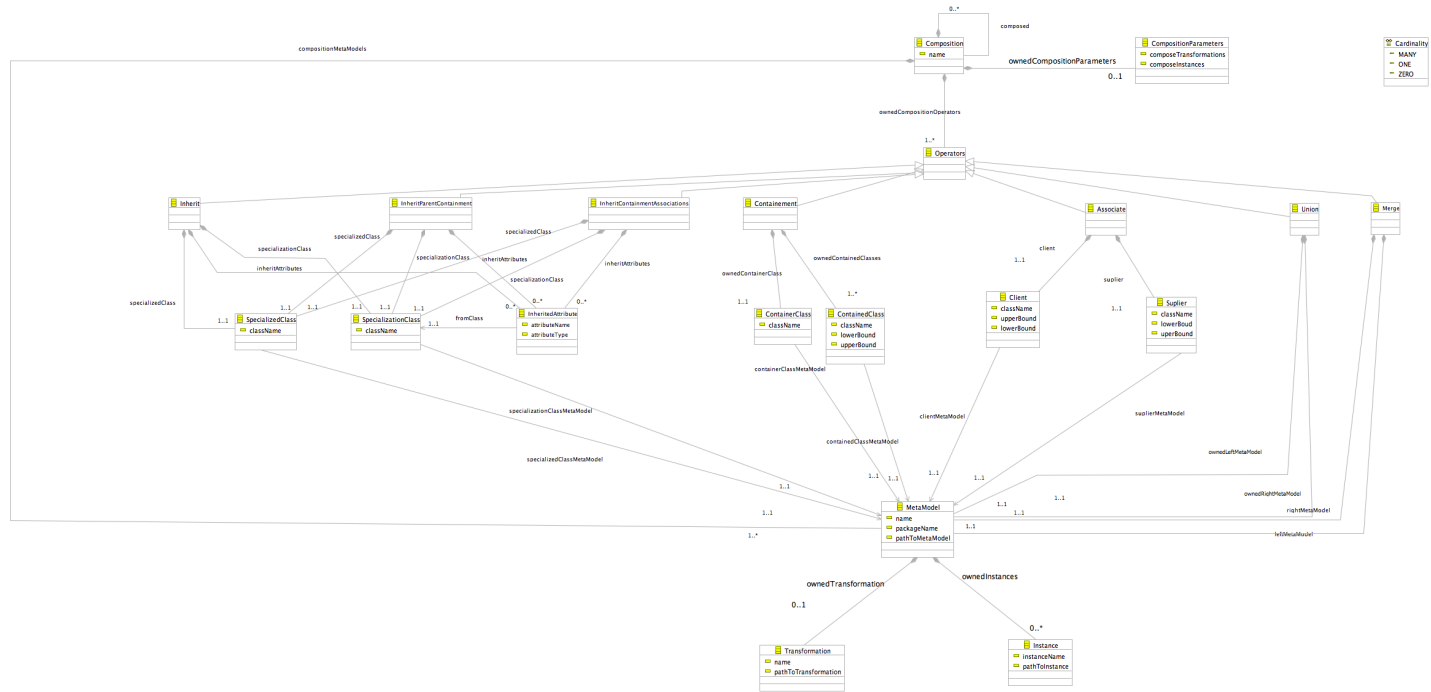 0..*
composed
compositionMetaModels
Composition
name
CompositionParameters
composeTransformations
composeInstances
Cardinality
MANY
ONE
ZERO
ownedCompositionParameters
0..1
ownedCompositionOperators
1..*
Operators
Inherit
InheritParentContainment
InheritContainmentAssociations
Containement
Associate
Union
Merge
specializedClass
specializedClass
specializationClass
specializationClass
inheritAttributes
inheritAttributes
inheritAttributes
specializationClass
specializedClass
ownedContainerClass
ownedContainedClasses
client
1..1
suplier
1..1
1..1
1..1
1..1
1..1
1..1
1..1
0..*
0..*
0..*
1..1
1..*
SpecializedClass
className
SpecializationClass
className
fromClass
1..1
InheritedAttribute
attributeName
attributeType
ContainerClass
className
ContainedClass
className
lowerBound
upperBound
Client
className
upperBound
lowerBound
Suplier
className
lowerBoud
uperBound
containerClassMetaModel
specializationClassMetaModel
clientMetaModel
suplierMetaModel
containedClassMetaModel
ownedLeftMetaModel
specializedClassMetaModel
ownedRightMetaModel
rightMetaModel
leftMetaModel
1..1
1..1
1..1
1..1
1..1
1..1
1..1
1..1
1..1
1..1
1..*
MetaModel
name
packageName
pathToMetaModel
ownedTransformation
ownedInstances
0..1
0..*
Transformation
name
pathToTransformation
Instance
instanceName
pathToInstance